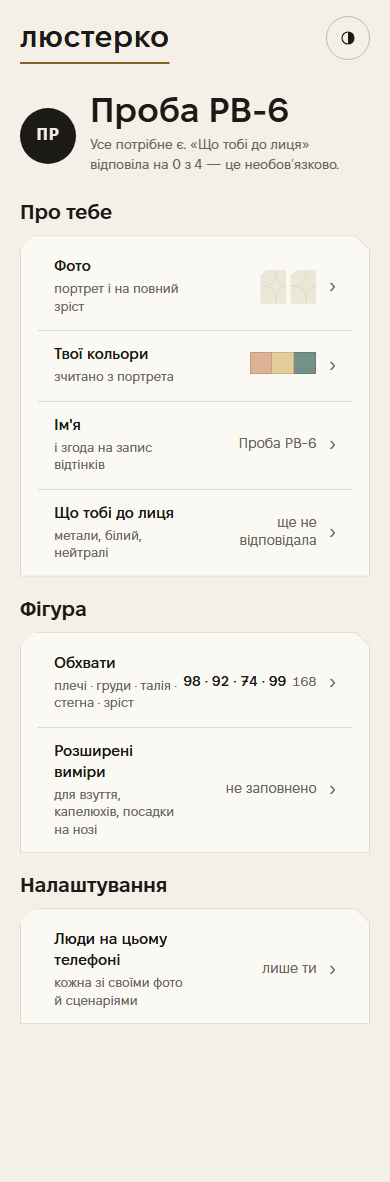 люстерко
ПР
Проба РВ-6
Усе потрібне є. «Що тобі до лиця»
відповіла на 0 з 4 — це необов'язково.
Про тебе
Фото
портрет і на повний
зріст
›
Твої кольори
зчитано з портрета
›
Ім'я
і згода на запис
відтінків
Проба РВ-6 ›
Що тобі до лиця
метали, білий,
нейтралі
ще не
відповідала ›
Фігура
Обхвати
плечі · груди · талія ·
стегна · зріст
98 · 92 · 74 · 99 168 ›
Розширені
виміри
для взуття,
капелюхів, посадки
на нозі
не заповнено ›
Налаштування
Люди на цьому
телефоні
кожна зі своїми фото
й сценаріями
лише ти ›